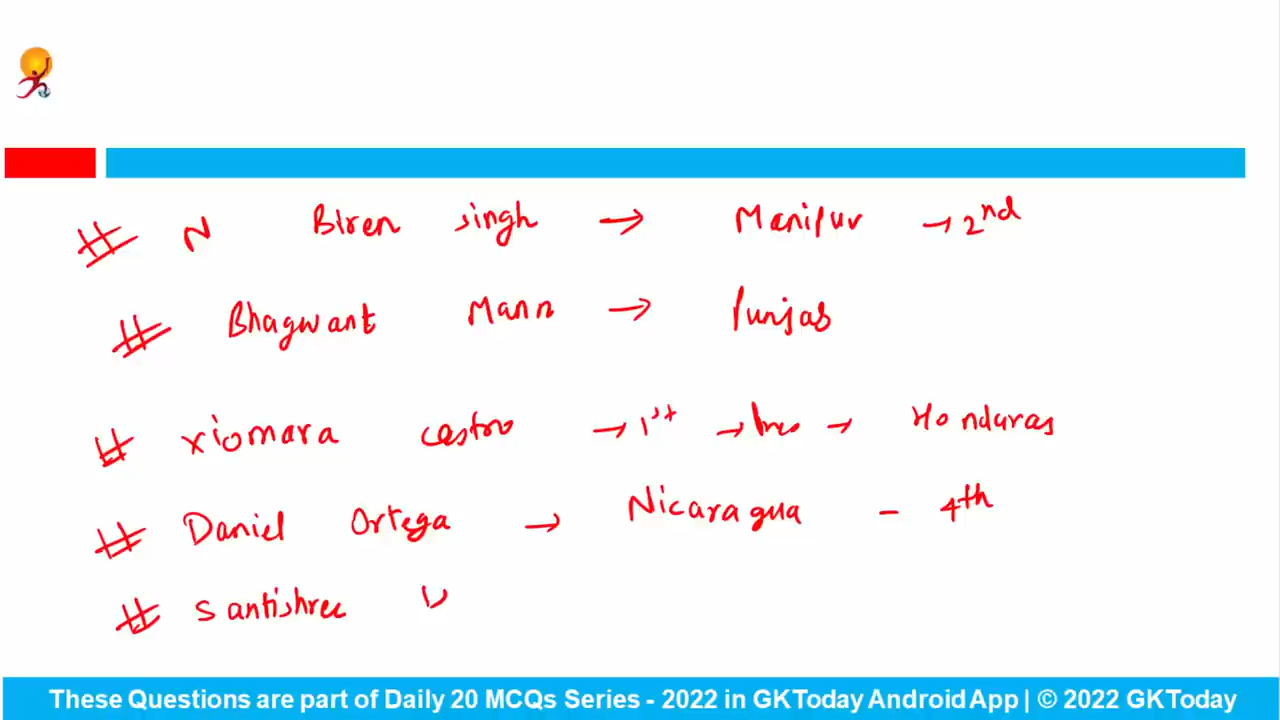 # N Biren singh → Manipur → 2nd
# Bhagwant Mann → Punjab
# Xiomara Castro → 1st → Pres → Honduras
# Daniel Ortega → Nicaragua - 4th
# Santishree
These Questions are part of Daily 20 MCQs Series - 2022 in GKToday Android App | © 2022 GKToday